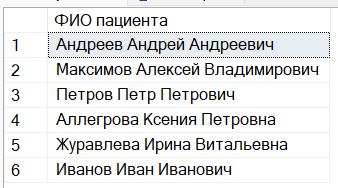 ФИО пациента
1 Андреев Андрей Андреевич
2 Максимов Алексей Владимирович
3 Петров Петр Петрович
4 Аллегрова Ксения Петровна
5 Журавлева Ирина Витальевна
6 Иванов Иван Иванович